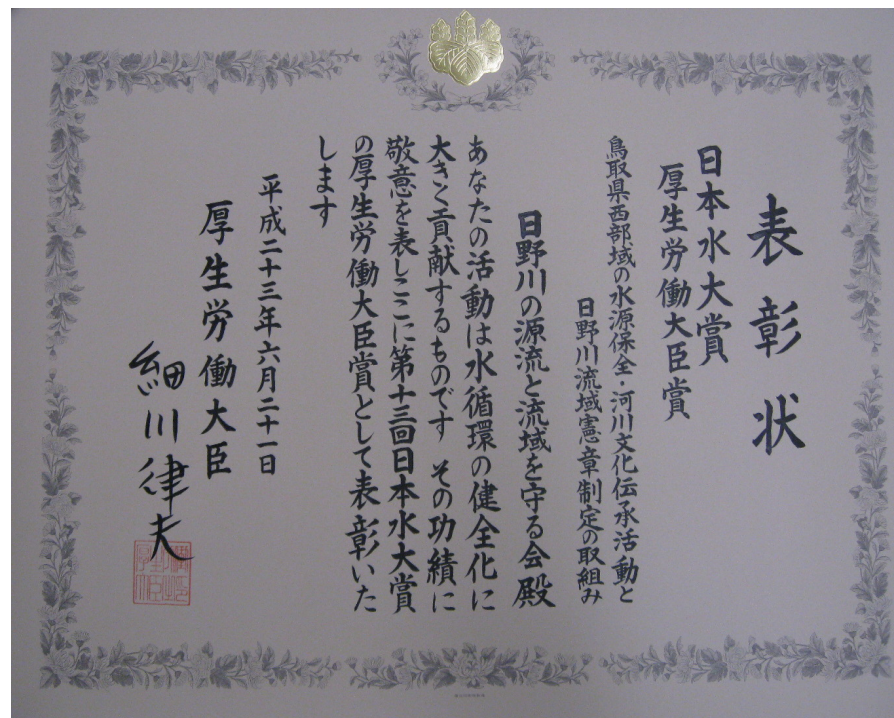 表彰状
日本水大賞
厚生労働大臣賞
鳥取県西部域の水源保全・河川文化伝承活動と
日野川流域憲章制定の取組み
日野川の源流と流域を守る会 殿
あなたの活動は水循環の健全化に
大きく貢献するものです その功績に
敬意を表しここに第十三回日本水大賞
の厚生労働大臣賞として表彰いた
します
平成二十三年六月二十一日
厚生労働大臣
細川律夫